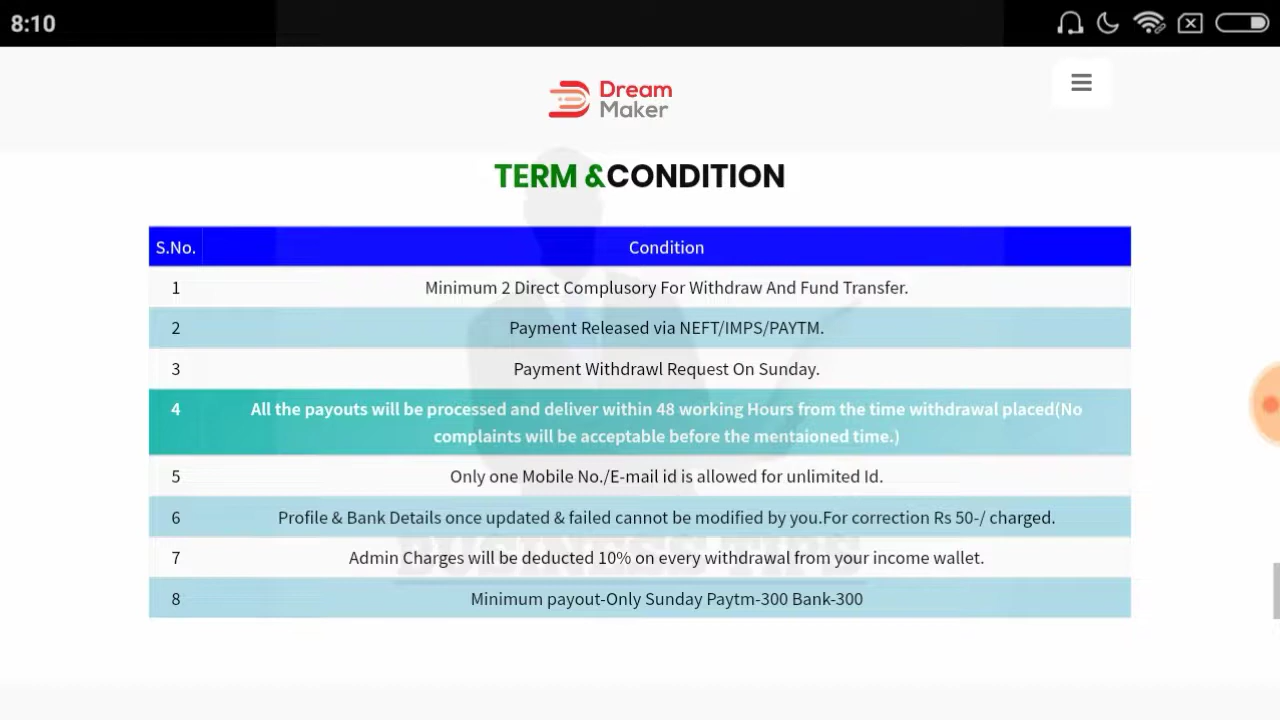 8:10
Dream
Maker
TERM &CONDITION
S.No. Condition
1 Minimum 2 Direct Complusory For Withdraw And Fund Transfer.
2 Payment Released via NEFT/IMPS/PAYTM.
3 Payment Withdrawl Request On Sunday.
4 All the payouts will be processed and deliver within 48 working Hours from the time withdrawal placed(No
complaints will be acceptable before the mentaioned time.)
5 Only one Mobile No./E-mail id is allowed for unlimited Id.
6 Profile & Bank Details once updated & failed cannot be modified by you.For correction Rs 50-/ charged.
7 Admin Charges will be deducted 10% on every withdrawal from your income wallet.
BUSINESS TIPS
8 Minimum payout-Only Sunday Paytm-300 Bank-300